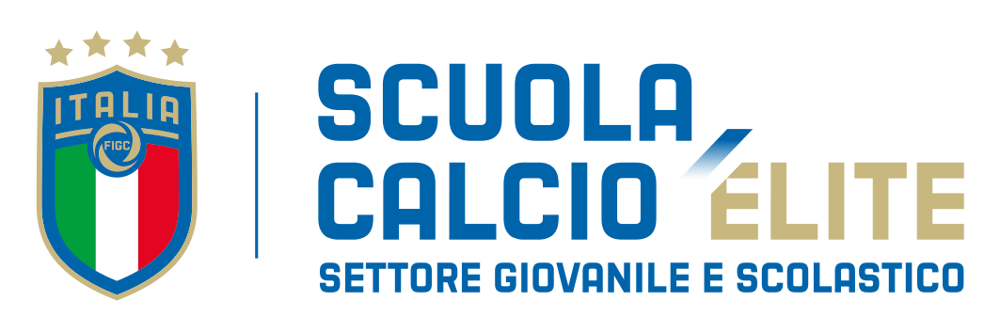 ITALIA
FIGC
SCUOLA
CALCIO ÉLITE
SETTORE GIOVANILE E SCOLASTICO